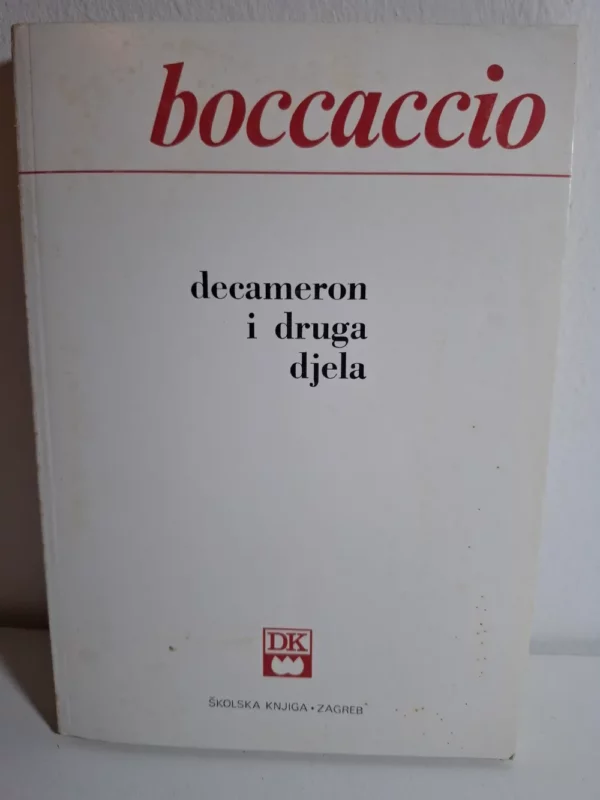 boccaccio
decameron
i druga
djela
DK
ŠKOLSKA KNJIGA • ZAGREB